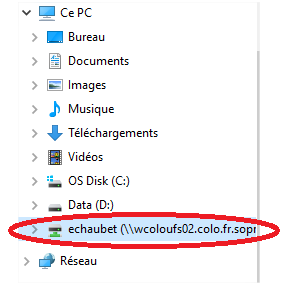 Ce PC
Bureau
Documents
Images
Musique
Téléchargements
Vidéos
OS Disk (C:)
Data (D:)
echaubet (\\wcoloufs02.colo.fr.sopr
Réseau